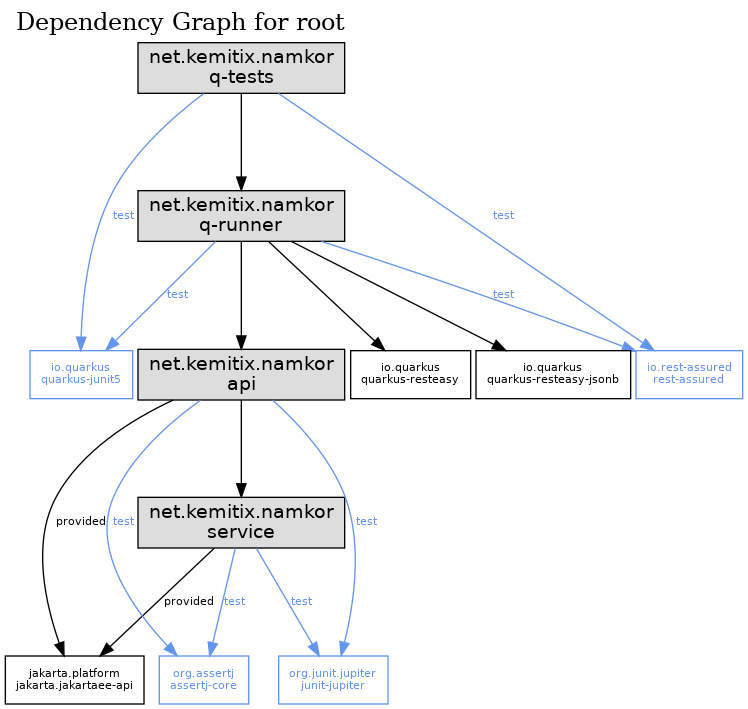 Dependency Graph for root
net.kemitix.namkor
q-tests
test
test
net.kemitix.namkor
q-runner
test
test
io.quarkus
quarkus-junit5
net.kemitix.namkor
api
io.quarkus
quarkus-resteasy
io.quarkus
quarkus-resteasy-jsonb
io.rest-assured
rest-assured
provided
test
test
net.kemitix.namkor
service
provided
test
test
jakarta.platform
jakarta.jakartaee-api
org.assertj
assertj-core
org.junit.jupiter
junit-jupiter